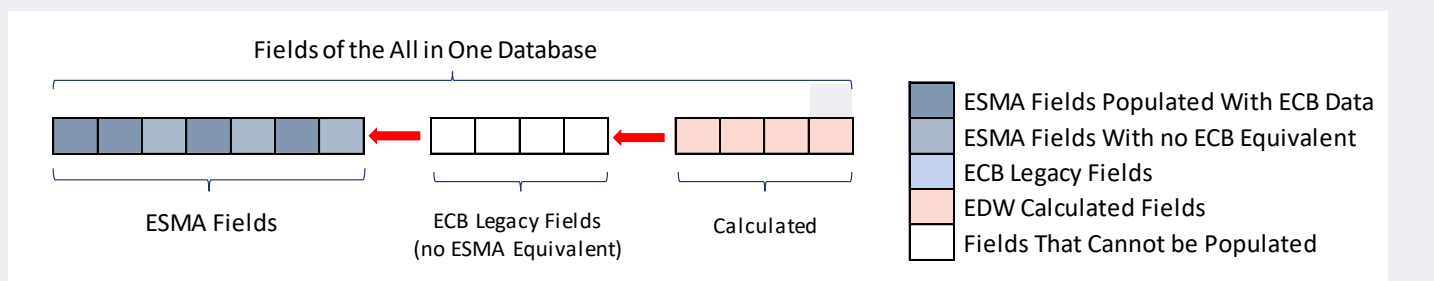 Fields of the All in One Database
ESMA Fields
ECB Legacy Fields
(no ESMA Equivalent)
Calculated
ESMA Fields Populated With ECB Data
ESMA Fields With no ECB Equivalent
ECB Legacy Fields
EDW Calculated Fields
Fields That Cannot be Populated